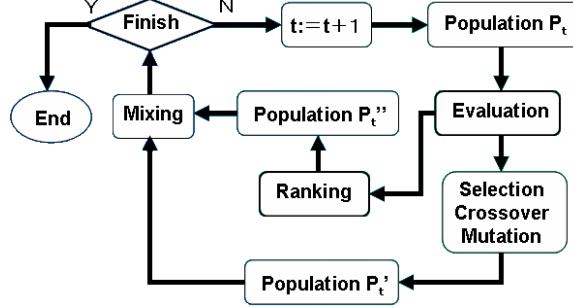 Y
N
Finish
t:=t+1
Population Pt
End
Mixing
Population Pt''
Evaluation
Ranking
Selection
Crossover
Mutation
Population Pt'